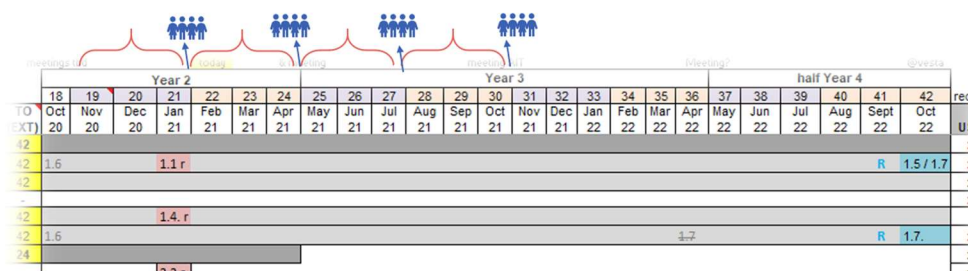 meetings
today
meeting
Meeting?
@vesta
Year 2 Year 3 half Year 4
18 19 20 21 22 23 24 25 26 27 28 29 30 31 32 33 34 35 36 37 38 39 40 41 42 rec
TO Oct Nov Dec Jan Feb Mar Apr May Jun Jul Aug Sep Oct Nov Dec Jan Feb Mar Apr May Jun Jul Aug Sept Oct
EXT) 20 20 20 21 21 21 21 21 21 21 21 21 21 21 21 22 22 22 22 22 22 22 22 22 22 U
42
42 1.6 1.1 r R 1.5 / 1.7
42
-
42 1.4. r
42 1.6 1.7 R 1.7.
24